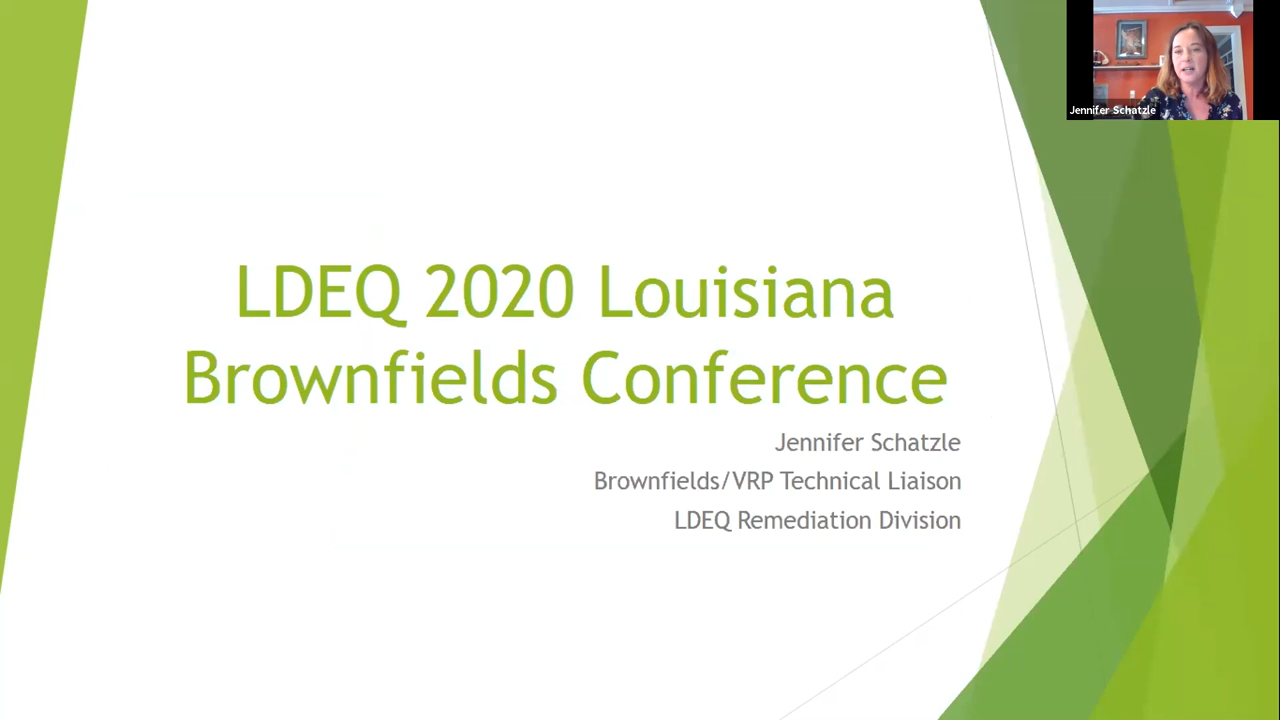 Jennifer Schatzle
LDEQ 2020 Louisiana
Brownfields Conference
Jennifer Schatzle
Brownfields/VRP Technical Liaison
LDEQ Remediation Division